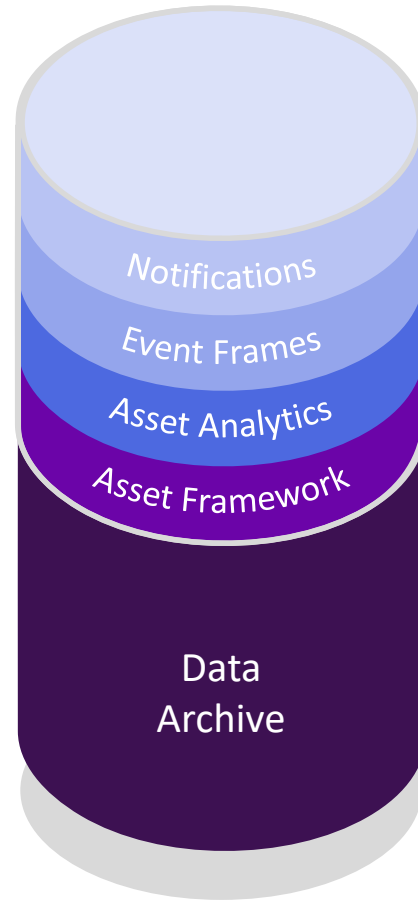 Notifications
Event Frames
Asset Analytics
Asset Framework
Data
Archive